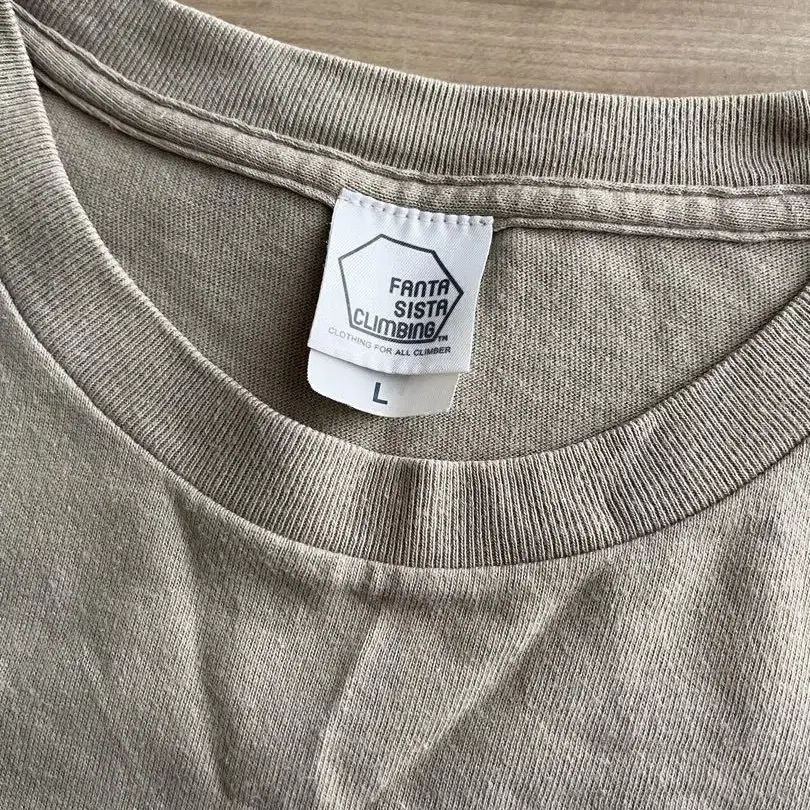 FANTA
SISTA
CLIMBING™
CLOTHING FOR ALL CLIMBER
L